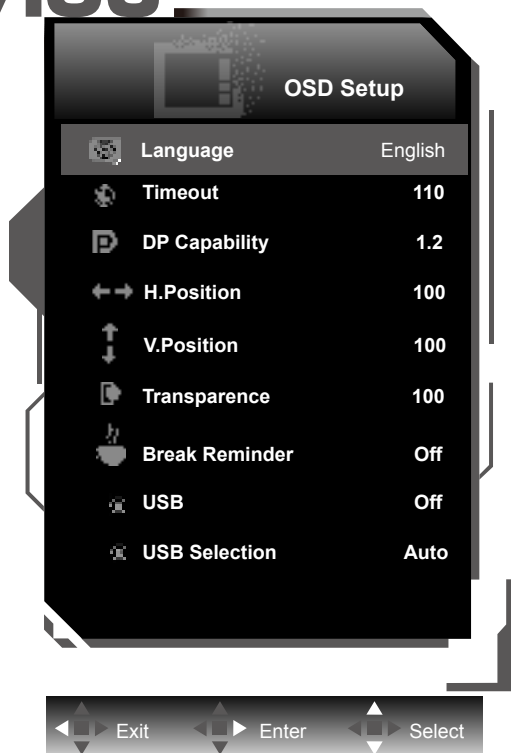 OSD Setup
Language English
Timeout 110
DP Capability 1.2
H.Position 100
V.Position 100
Transparence 100
Break Reminder Off
USB Off
USB Selection Auto
Exit Enter Select